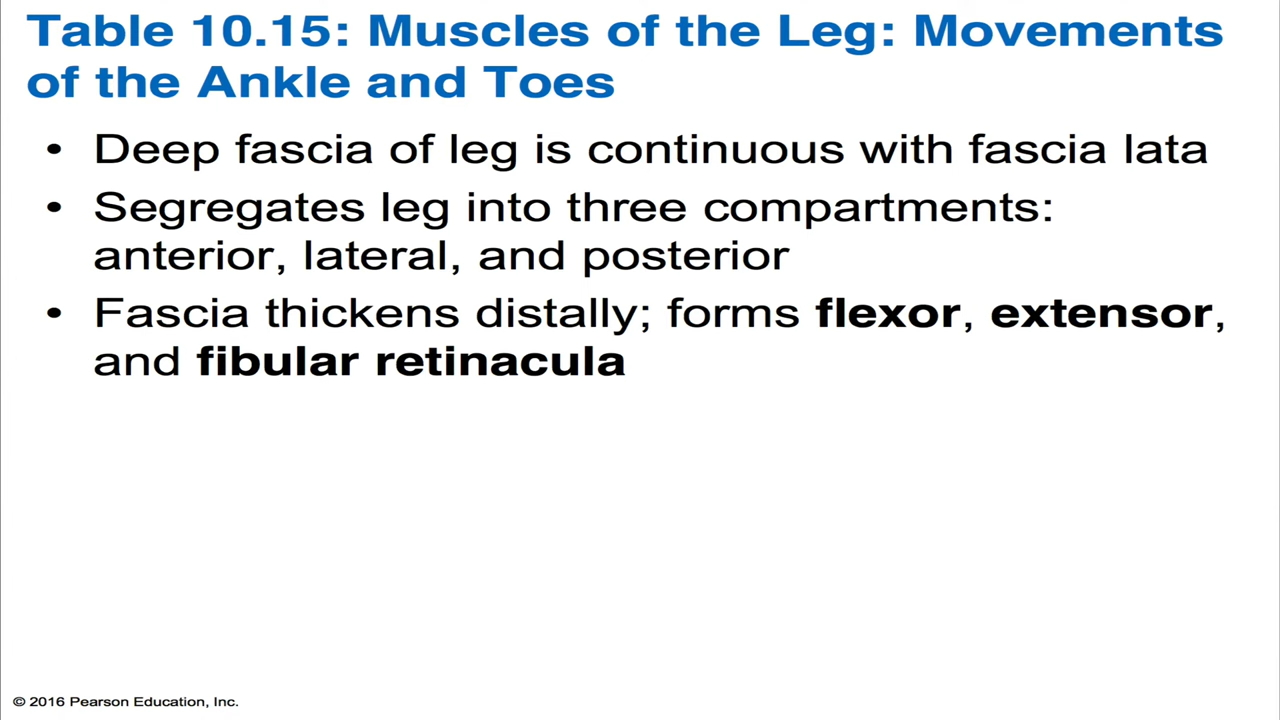 Table 10.15: Muscles of the Leg: Movements
of the Ankle and Toes
• Deep fascia of leg is continuous with fascia lata
• Segregates leg into three compartments:
anterior, lateral, and posterior
• Fascia thickens distally; forms flexor, extensor,
and fibular retinacula
© 2016 Pearson Education, Inc.